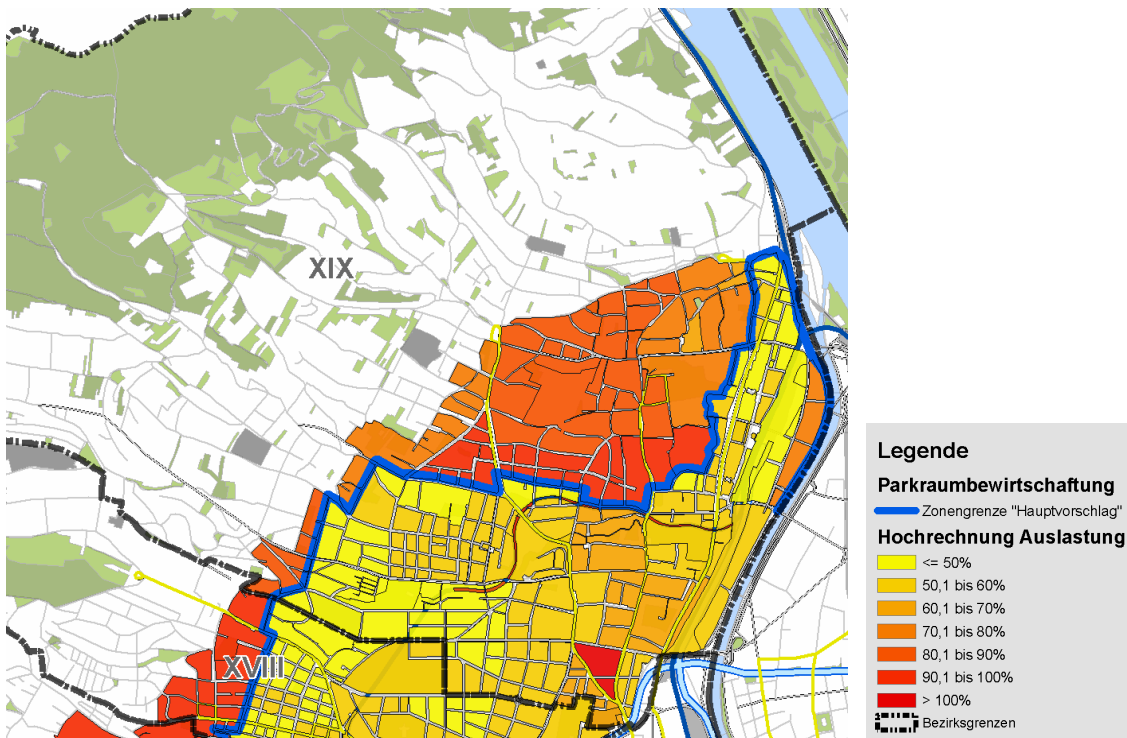 XIX
XVIII
Legende
Parkraumbewirtschaftung
Zonengrenze "Hauptvorschlag"
Hochrechnung Auslastung
<= 50%
50,1 bis 60%
60,1 bis 70%
70,1 bis 80%
80,1 bis 90%
90,1 bis 100%
> 100%
Bezirksgrenzen